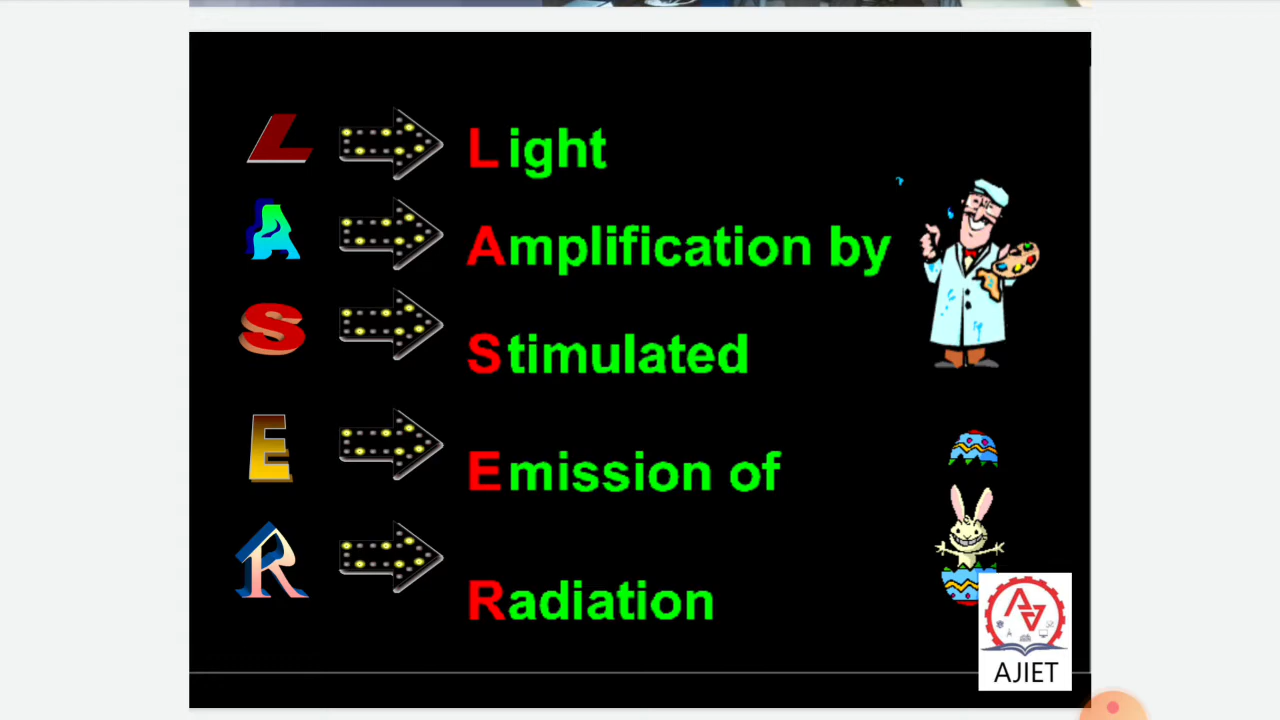 L Light
A Amplification by
S Stimulated
E Emission of
R Radiation
AJIET